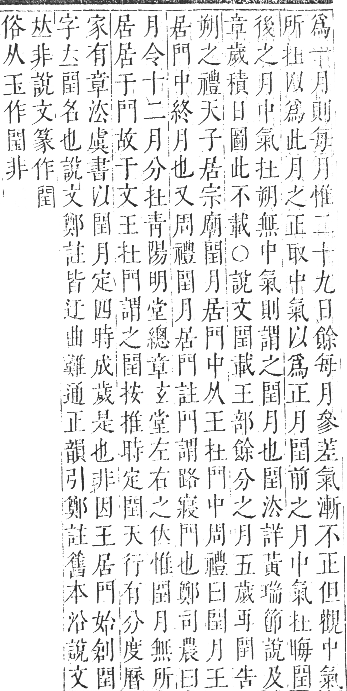 爲一月則每月惟二十九日餘每月參差氣漸不正但觀中氣
所在以爲此月之正取中氣以爲正月閏前之月中氣在晦閏
後之月中氣在朔無中氣則謂之閏月也閏法詳黃瑞節說及
章歲積日圖此不載○說文閏載王部餘分之月五歲再閏告
朔之禮天子居宗廟閏月居門中从王在門中周禮曰閏月王
居門中終月也又周禮閏月居門註門謂路寢門也鄭司農曰
月令十二月分在青陽明堂總章玄堂左右之位惟閏月無所
居居于門故于文王在門謂之閏按推時定閏天行有分度曆
家有章法虞書以閏月定四時成歲是也非因王居門始創閏
字立閏名也說文鄭註皆迂曲難通正韻引鄭註舊本沿說文
𠀤非說文篆作閏
俗从玉作閠非